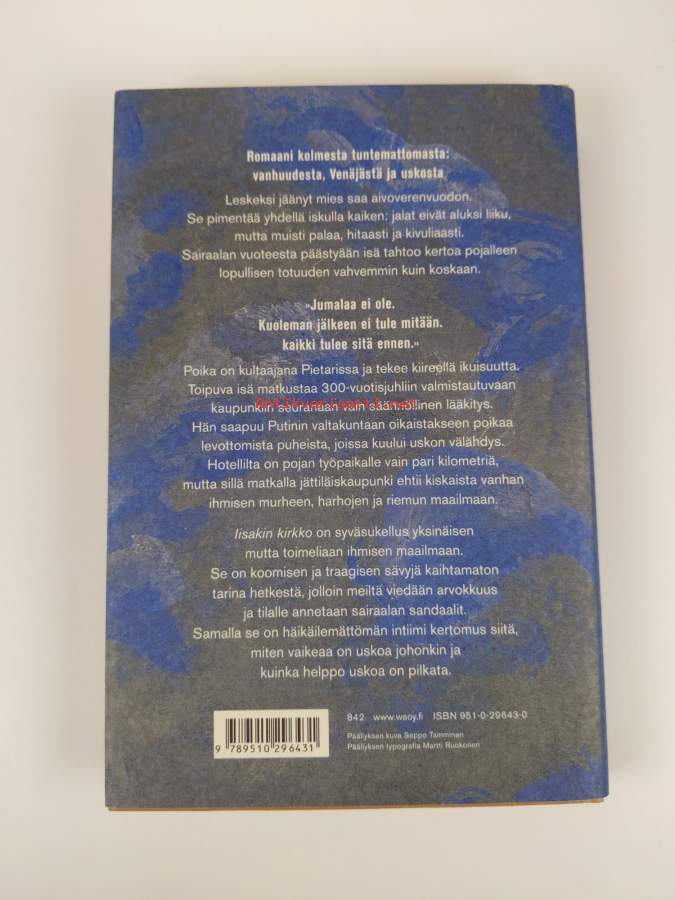 Romaani kolmesta tuntemattomasta:
vanhuudesta, Venäjästä ja uskosta
Leskeksi jäänyt mies saa aivoverenvuodon.
Se pimentää yhdellä iskulla kaiken: jalat eivät aluksi liiku,
mutta muisti palaa, hitaasti ja kivuliaasti.
Sairaalan vuoteesta päästyään isä tahtoo kertoa pojalleen
lopullisen totuuden vahvemmin kuin koskaan.
»Jumalaa ei ole.
Kuoleman jälkeen ei tule mitään.
kaikki tulee sitä ennen.»
Poika on kultaajana Pietarissa ja tekee kiireellä ikuisuutta.
Toipuva isä matkustaa 300-vuotisjuhliin valmistautuvaan
kaupunkiin seuranaan vain säännöllinen lääkitys.
Hän saapuu Putinin valtakuntaan oikaistakseen poikaa
levottomista puheista, joissa kuului uskon välähdys.
Hotellilta on pojan työpaikalle vain pari kilometriä,
mutta sillä matkalla jättiläiskaupunki ehtii kiskaista vanhan
ihmisen murheen, harhojen ja riemun maailmaan.
Iisakin kirkko on syväsukellus yksinäisen
mutta toimeliaan ihmisen maailmaan.
Se on koomisen ja traagisen sävyjä kaihtamaton
tarina hetkestä, jolloin meiltä viedään arvokkuus
ja tilalle annetaan sairaalan sandaalit.
Samalla se on häikäilemättömän intiimi kertomus siitä,
miten vaikeaa on uskoa johonkin ja
kuinka helppo uskoa on pilkata.
842 www.wsoy.fi ISBN 951-0-29643-0
Päällyksen kuva Seppo Tamminen
Päällyksen typografia Martti Ruokonen
9 789510 296431